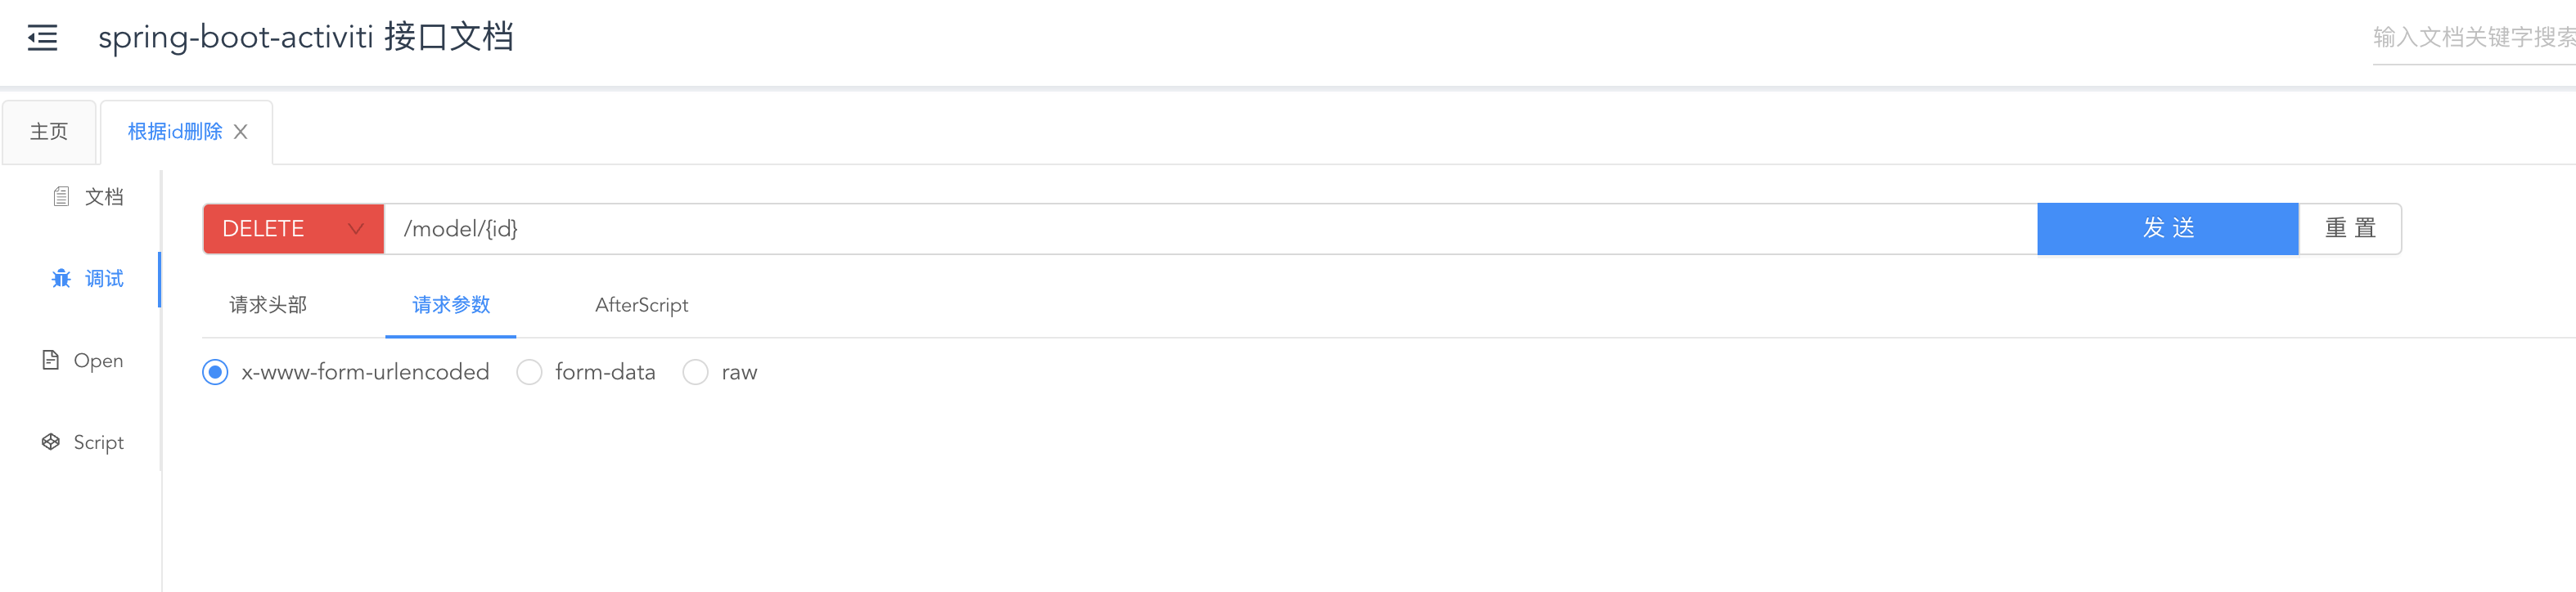 spring-boot-activiti 接口文档
输入文档关键字搜索
主页
根据id删除
文档
DELETE /model/{id} 发 送 重 置
调试
请求头部 请求参数 AfterScript
Open
x-www-form-urlencoded form-data raw
Script